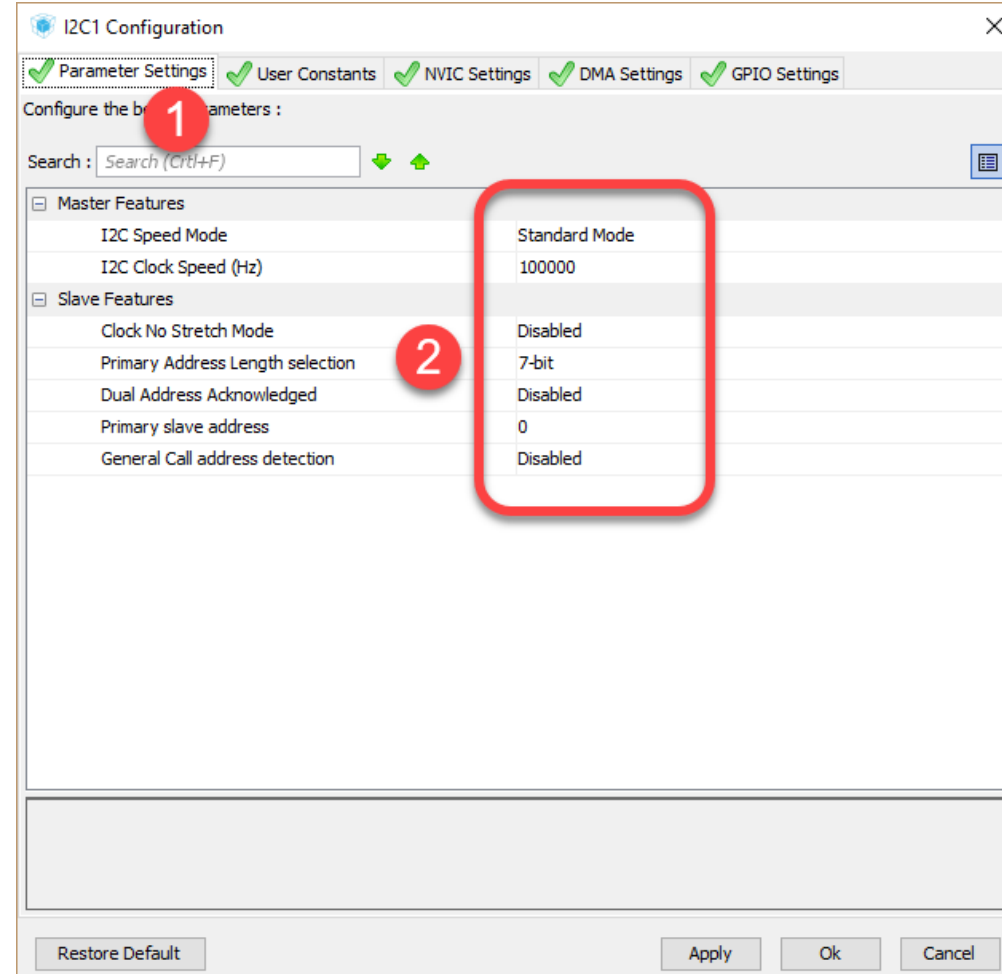 I2C1 Configuration
Parameter Settings User Constants NVIC Settings DMA Settings GPIO Settings
Configure the b ameters :
1
Search : Search (Crtl+F)
Master Features
I2C Speed Mode Standard Mode
I2C Clock Speed (Hz) 100000
Slave Features
Clock No Stretch Mode Disabled
Primary Address Length selection 7-bit
2
Dual Address Acknowledged Disabled
Primary slave address 0
General Call address detection Disabled
Restore Default Apply Ok Cancel